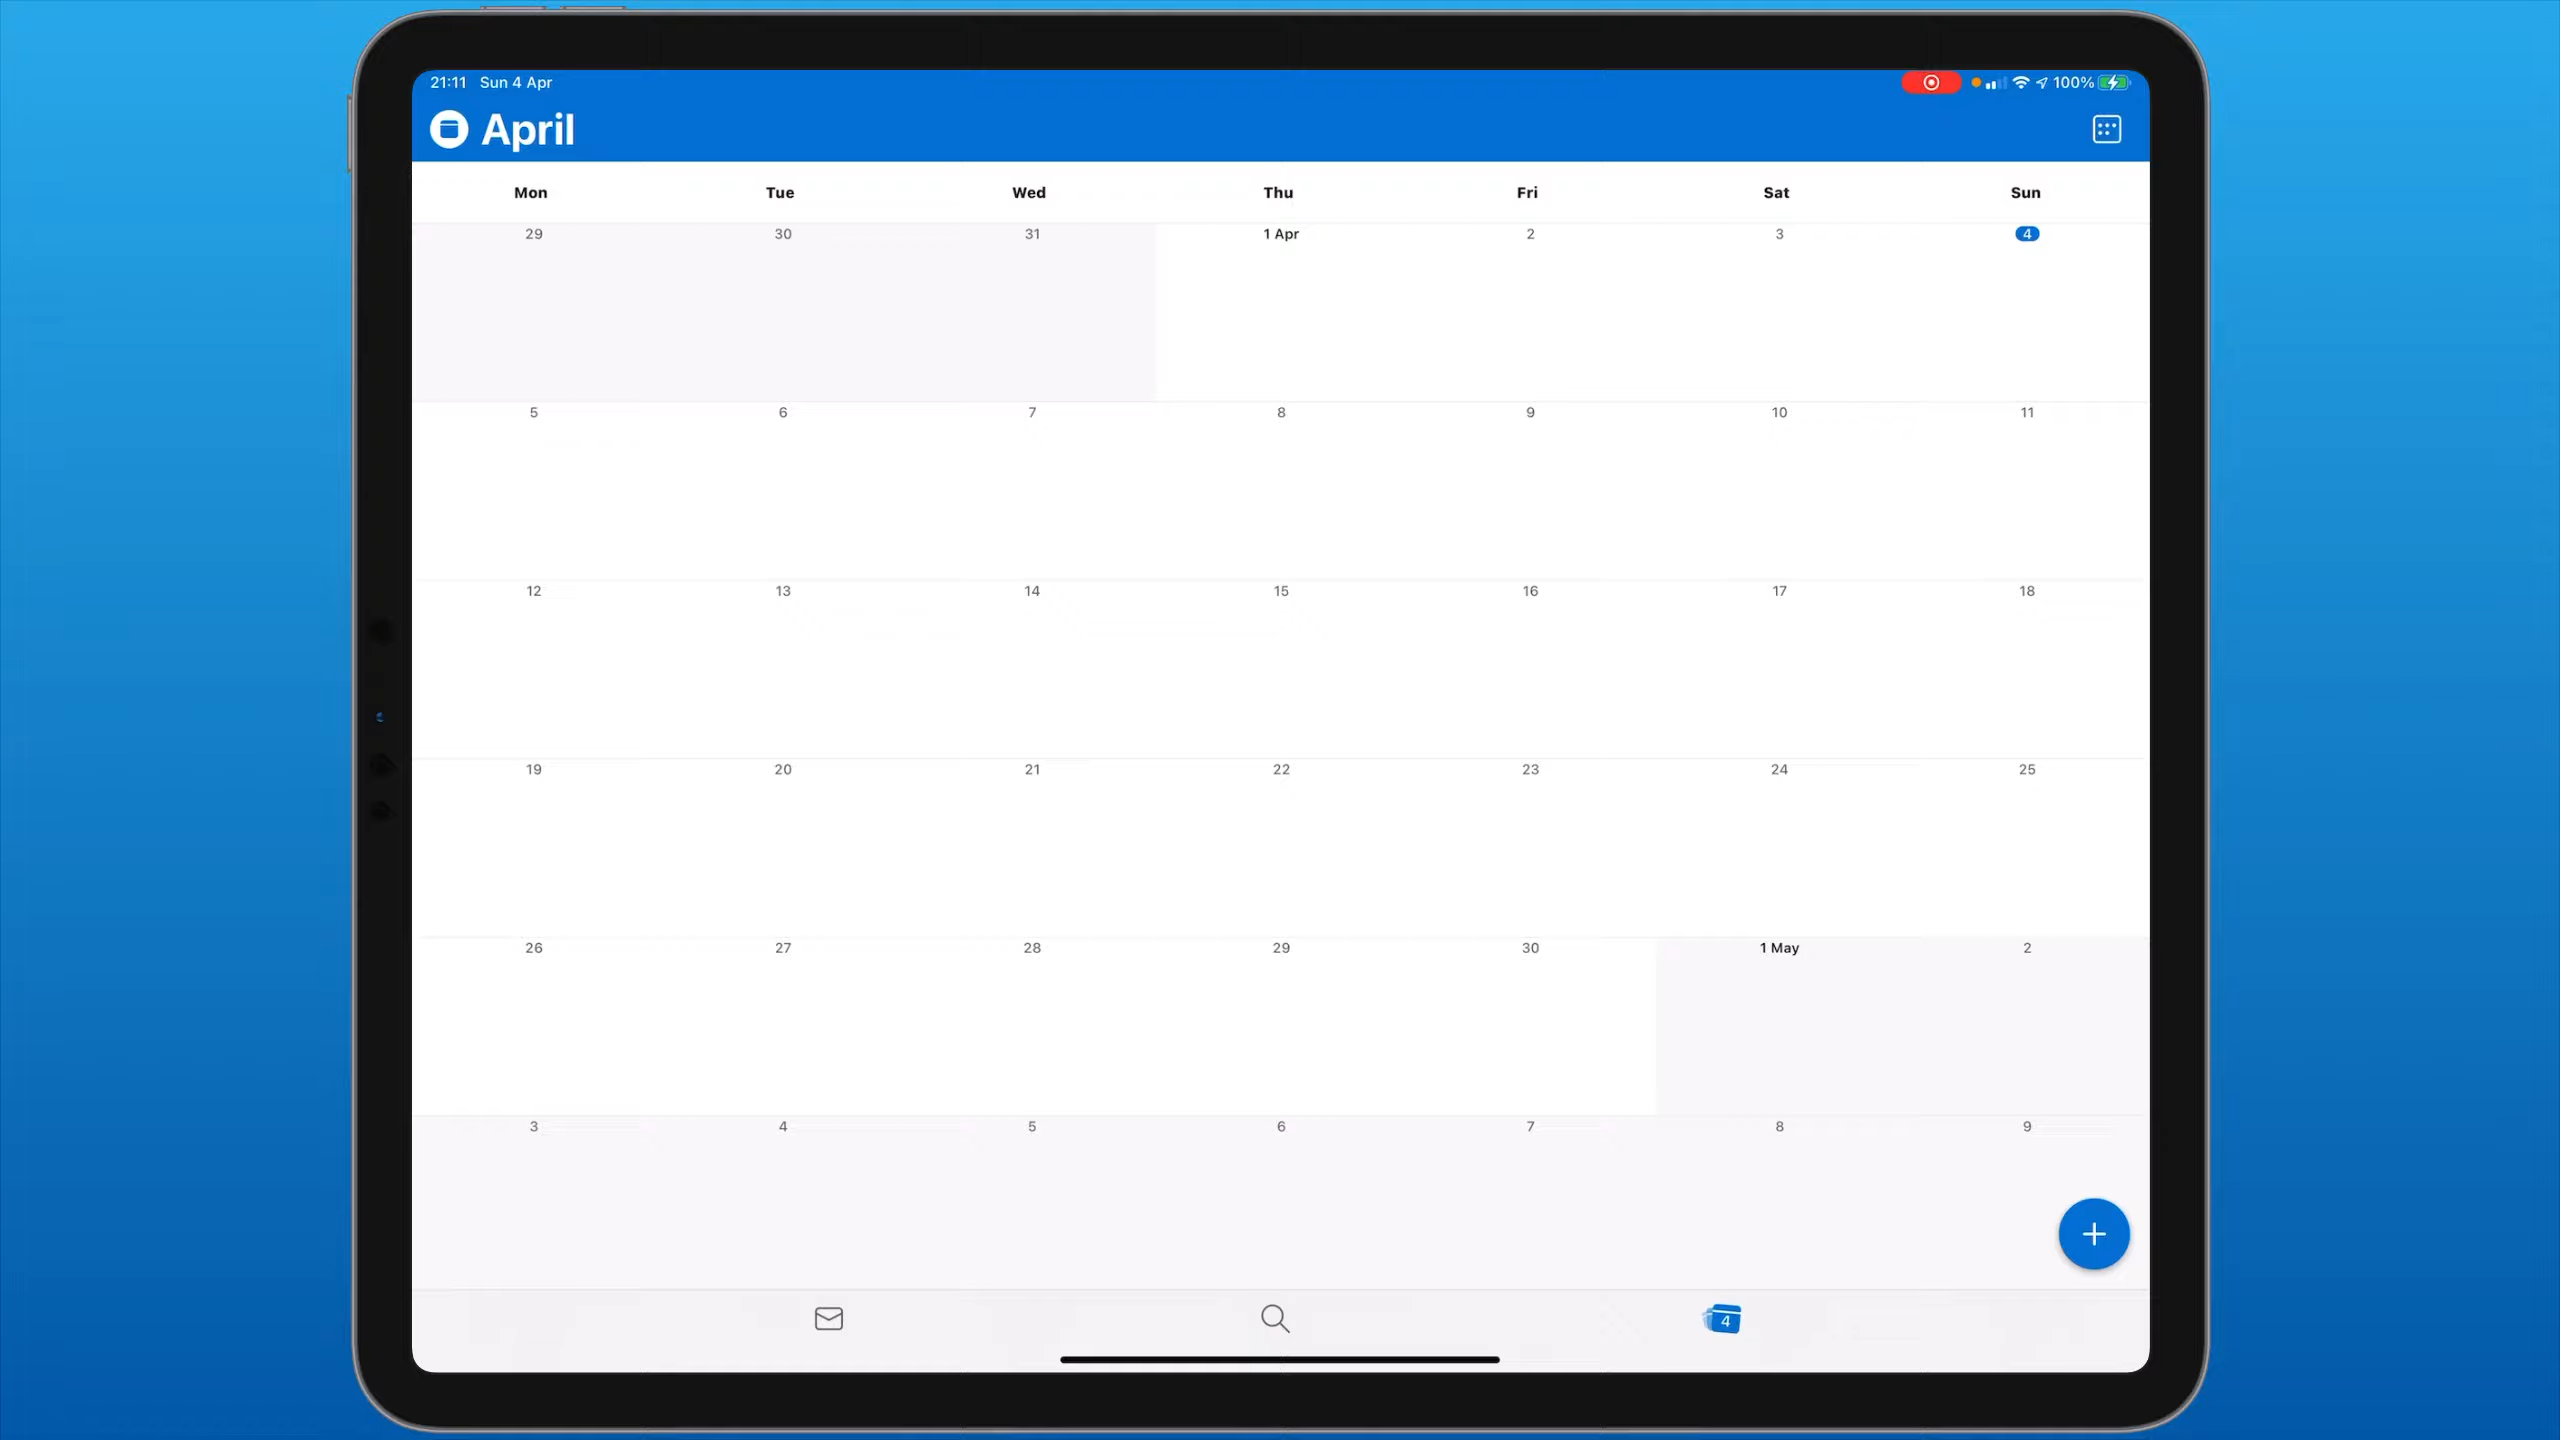 21:11 Sun 4 Apr 100%
April
Mon Tue Wed Thu Fri Sat Sun
29 30 31 1 Apr 2 3 4
5 6 7 8 9 10 11
12 13 14 15 16 17 18
19 20 21 22 23 24 25
26 27 28 29 30 1 May 2
3 4 5 6 7 8 9
4